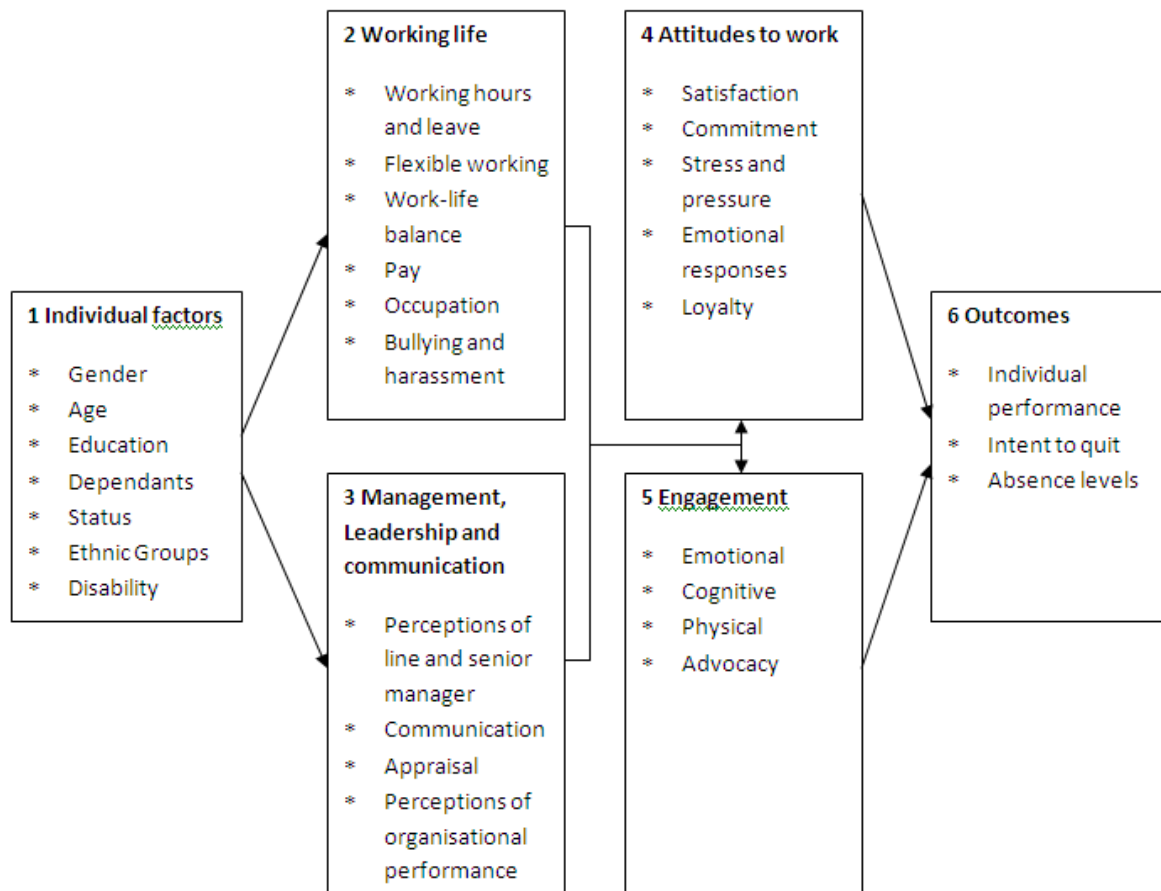 2 Working life
* Working hours
and leave
* Flexible working
* Work-life
balance
* Pay
* Occupation
* Bullying and
harassment
4 Attitudes to work
* Satisfaction
* Commitment
* Stress and
pressure
* Emotional
responses
* Loyalty
1 Individual factors
* Gender
* Age
* Education
* Dependants
* Status
* Ethnic Groups
* Disability
6 Outcomes
* Individual
performance
* Intent to quit
* Absence levels
3 Management,
Leadership and
communication
* Perceptions of
line and senior
manager
* Communication
* Appraisal
* Perceptions of
organisational
performance
5 Engagement
* Emotional
* Cognitive
* Physical
* Advocacy